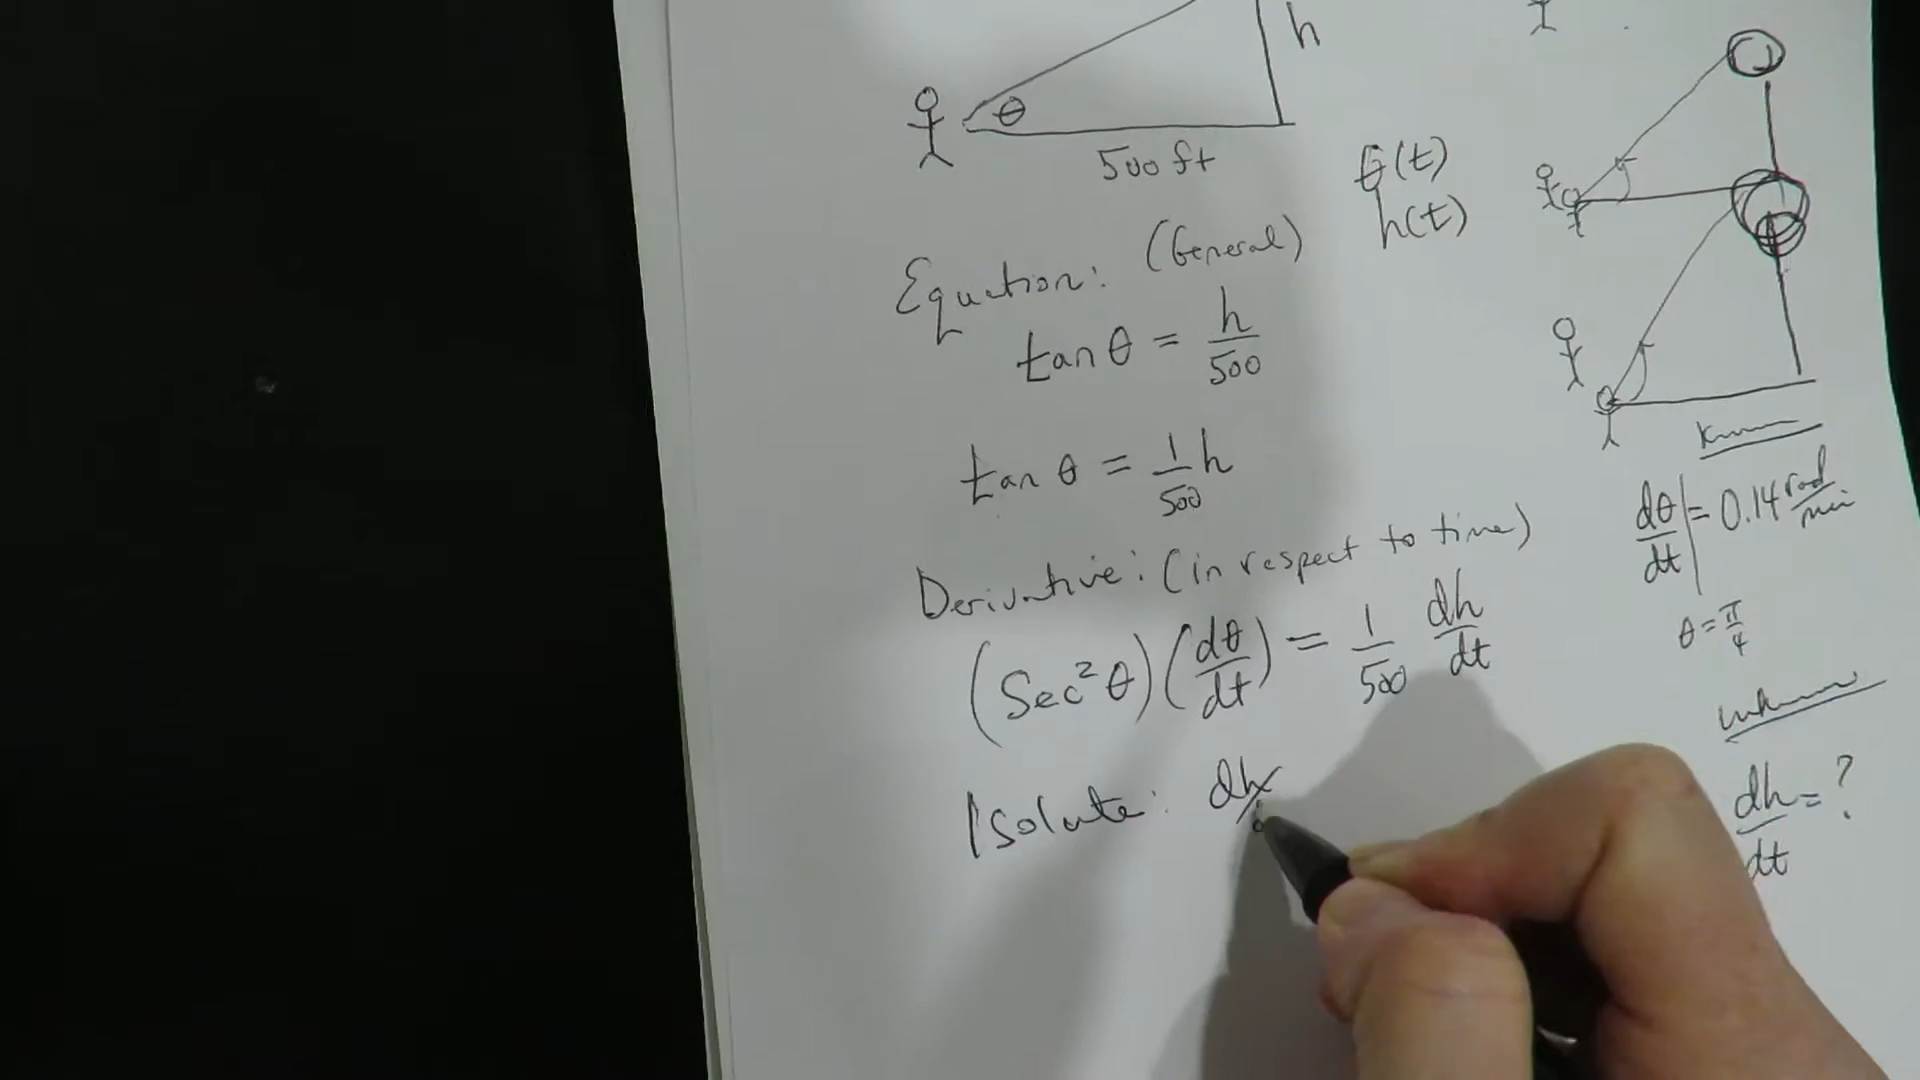 h
θ
500 ft
θ(t)
h(t)
Equation: (General)
tan θ = h/500
tan θ = 1/500 h
Derivative: (in respect to time)
(Sec²θ)(dθ/dt) = 1/500 dh/dt
Isolate: dh/
dθ/dt| = 0.14 rad/min
θ = π/4
dh/dt = ?